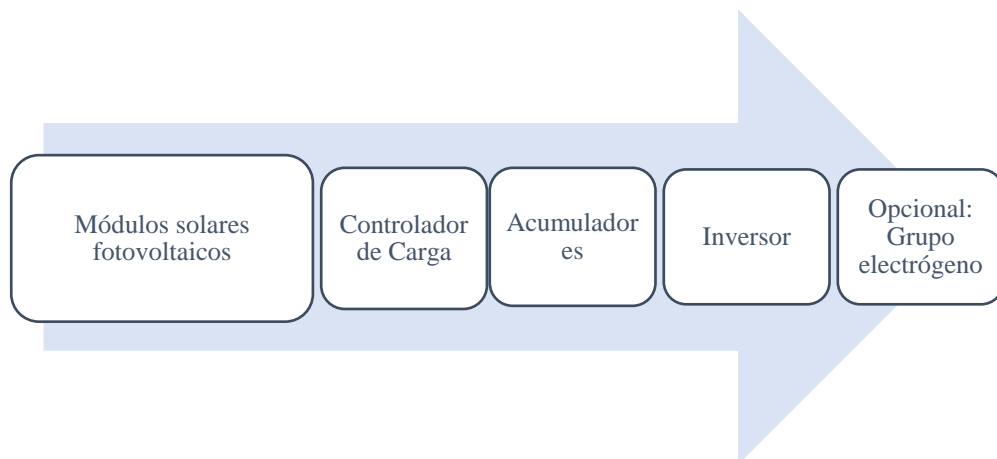 Módulos solares
fotovoltaicos
Controlador
de Carga
Acumulador
es
Inversor
Opcional:
Grupo
electrógeno